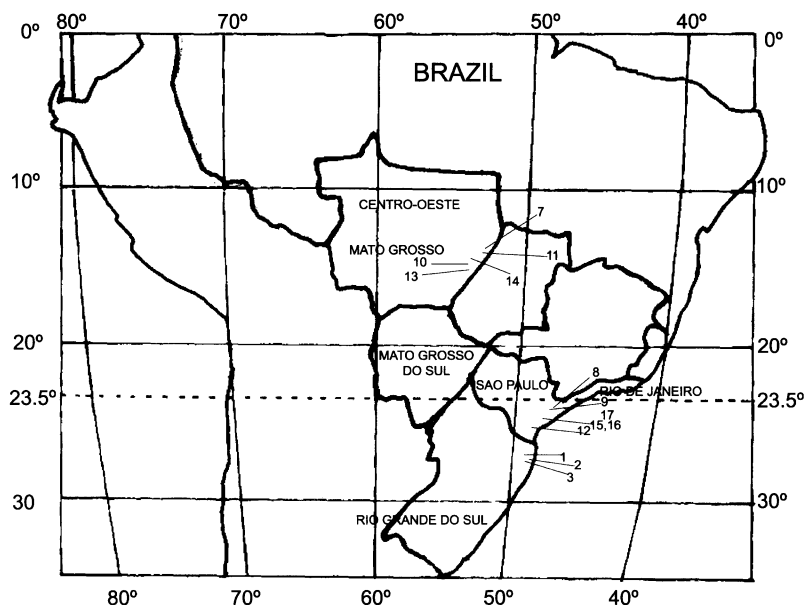 80º 70º 60º 50º 40º
0º 0º
BRAZIL
10º 10º
CENTRO-OESTE
7
MATO GROSSO
10 11
13 14
20º 20º
MATO GROSSO
DO SUL
8
SAO PAULO RIO DE JANEIRO
23.5º 9 23.5º
17
15,16
12
1
2
3
30 30º
RIO GRANDE DO SUL
80º 70º 60º 50º 40º